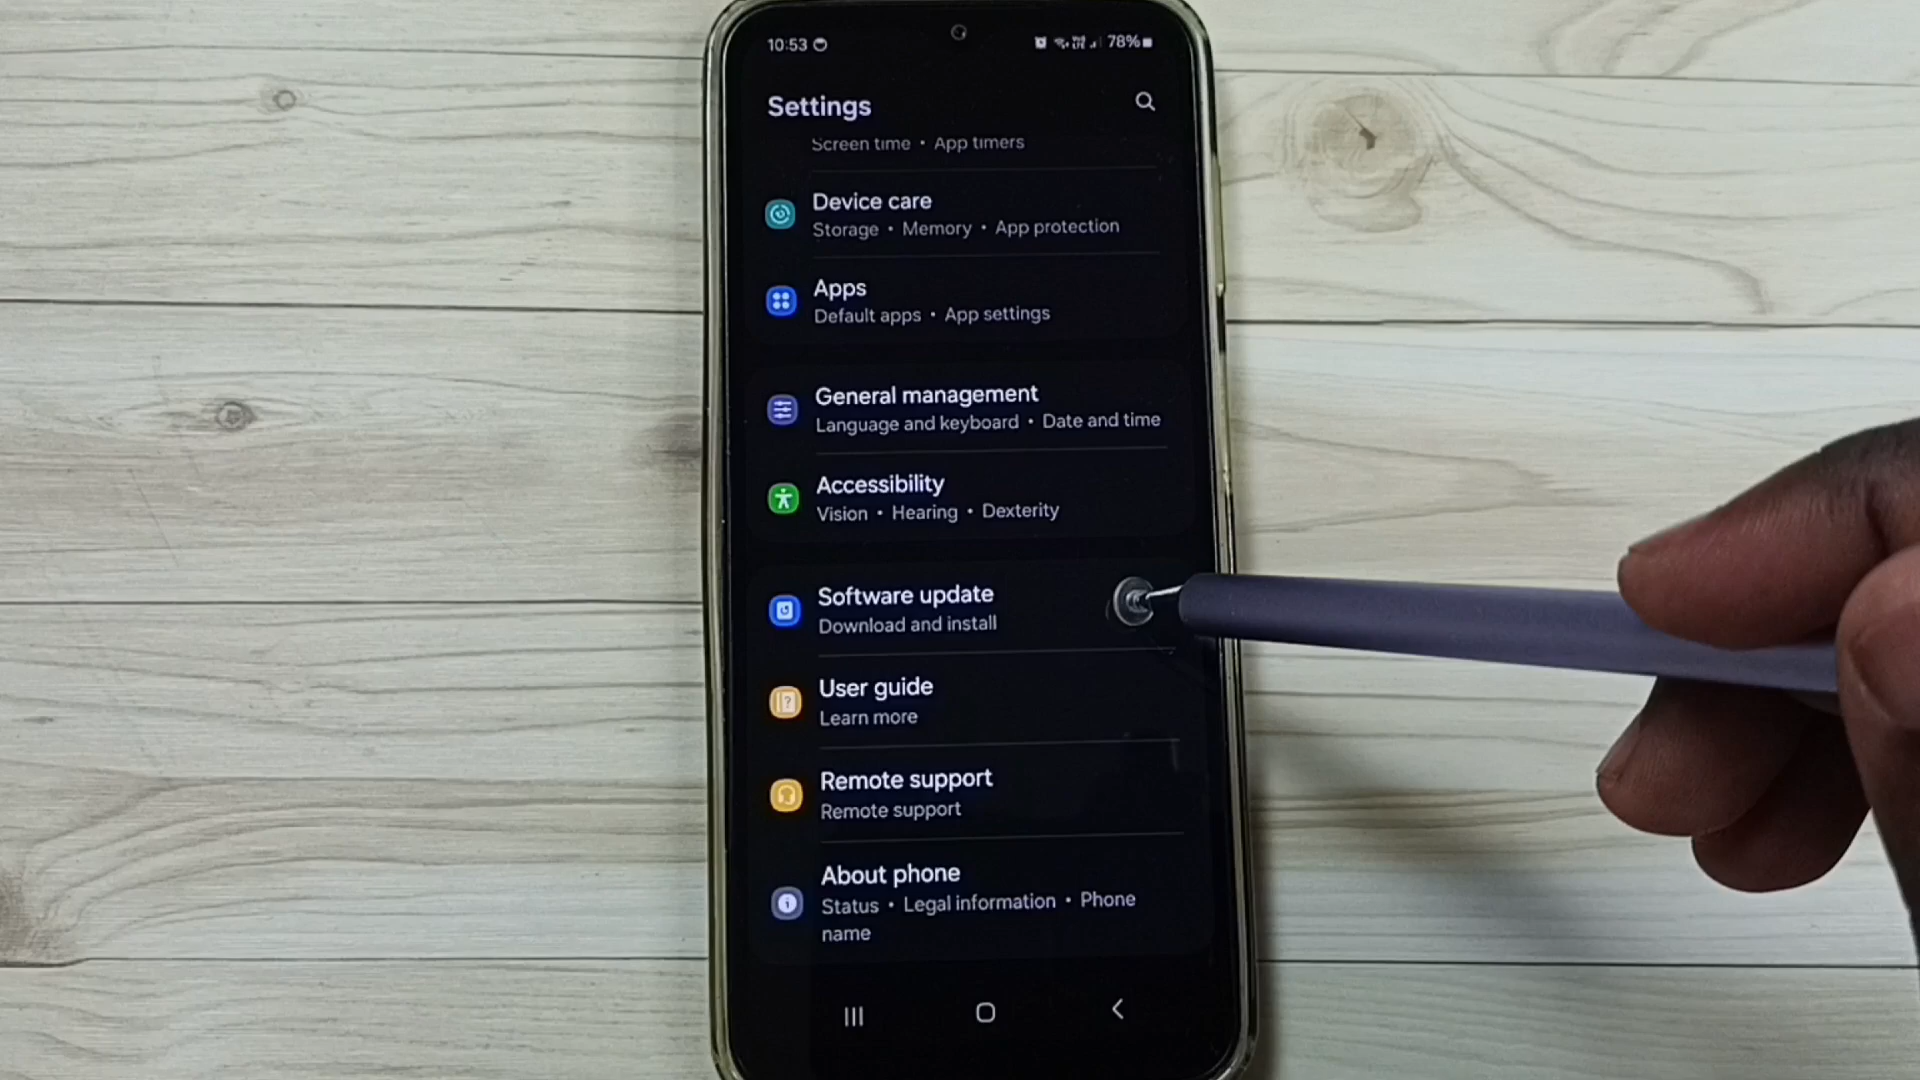 10:53
78%
Settings
Screen time • App timers
Device care
Storage • Memory • App protection
Apps
Default apps • App settings
General management
Language and keyboard • Date and time
Accessibility
Vision • Hearing • Dexterity
Software update
Download and install
User guide
Learn more
Remote support
Remote support
About phone
Status • Legal information • Phone
name